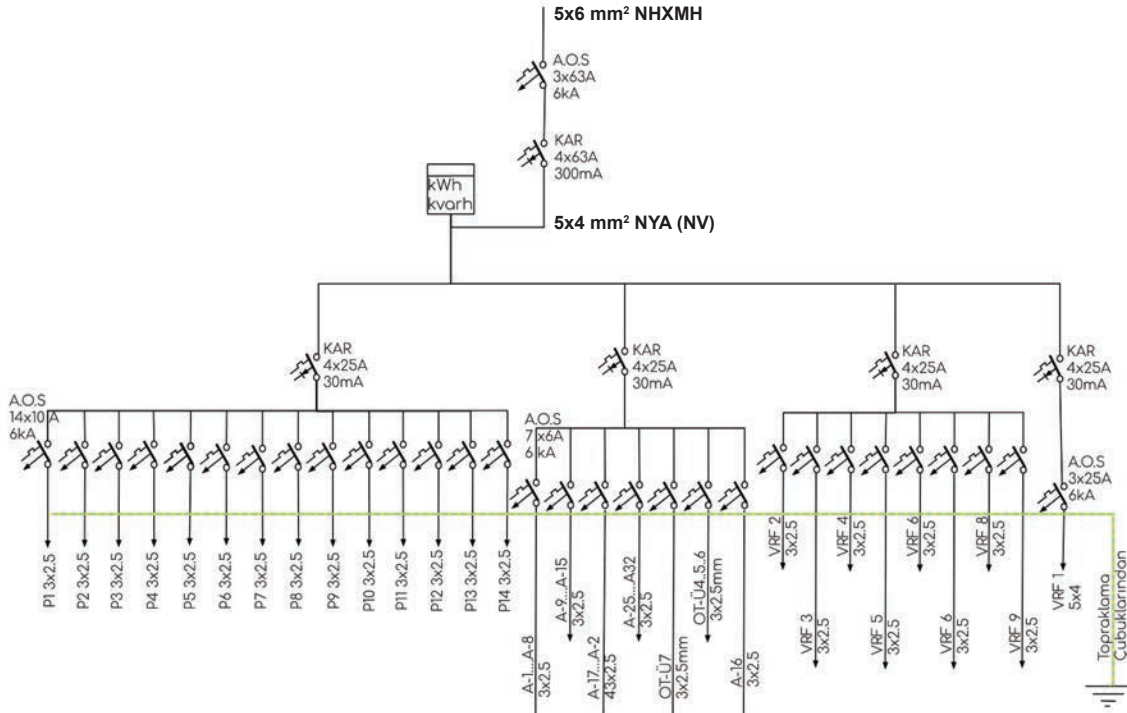 5x6 mm² NHXMH
A.O.S
3x63A
6kA
KAR
4x63A
300mA
kWh
kvarh
5x4 mm² NYA (NV)
KAR
4x25A
30mA
KAR
4x25A
30mA
KAR
4x25A
30mA
KAR
4x25A
30mA
A.O.S
14x10A
6kA
A.O.S
7x6A
6kA
A.O.S
3x25A
6kA
P1 3x2.5
P2 3x2.5
P3 3x2.5
P4 3x2.5
P5 3x2.5
P6 3x2.5
P7 3x2.5
P8 3x2.5
P9 3x2.5
P10 3x2.5
P11 3x2.5
P12 3x2.5
P13 3x2.5
P14 3x2.5
A-1....A-8
3x2.5
A-9....A-15
3x2.5
A-17....A-2
43x2.5
A-25....A32
3x2.5
OT-Ü7
3x2.5mm
OT-Ü4..5..6
3x2.5mm
A-16
3x2.5
VRF 2
3x2.5
VRF 3
3x2.5
VRF 4
3x2.5
VRF 5
3x2.5
VRF 6
3x2.5
VRF 6
3x2.5
VRF 8
3x2.5
VRF 9
3x2.5
VRF 1
5x4
Topraklama
Çubuklarından